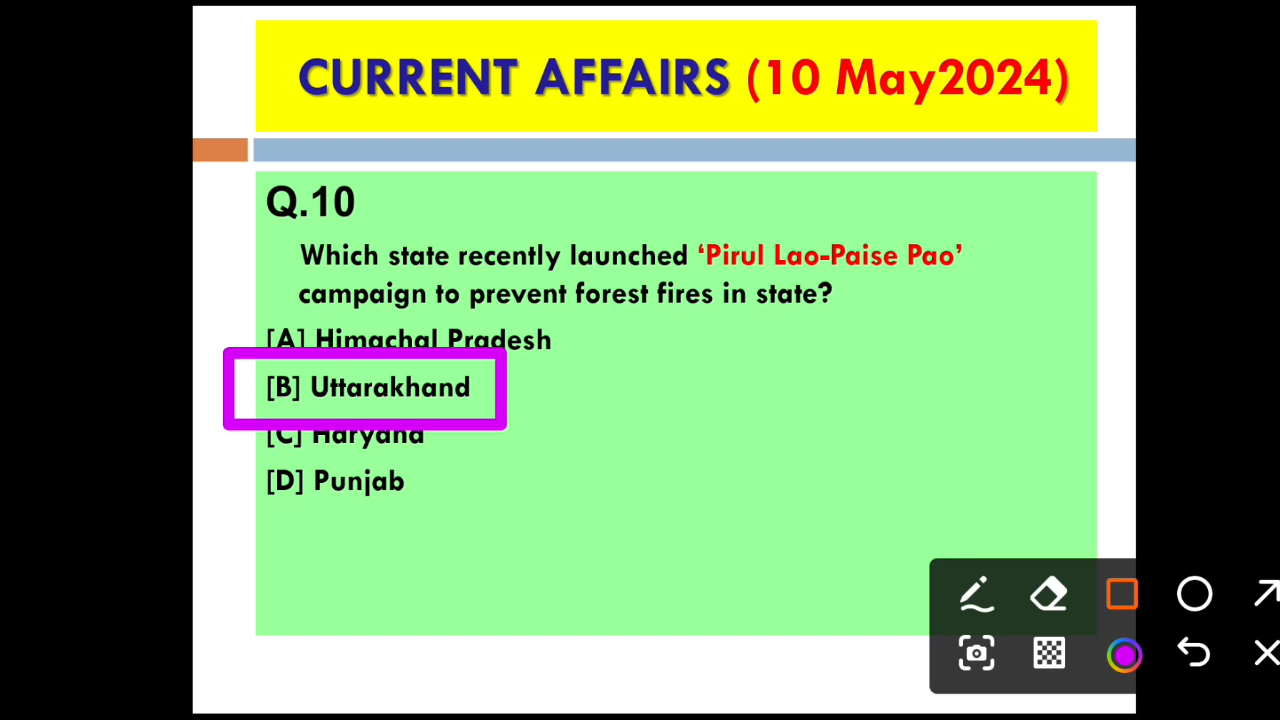 CURRENT AFFAIRS (10 May2024)
Q.10
Which state recently launched ‘Pirul Lao-Paise Pao’
campaign to prevent forest fires in state?
[A] Himachal Pradesh
[B] Uttarakhand
[C] Haryana
[D] Punjab